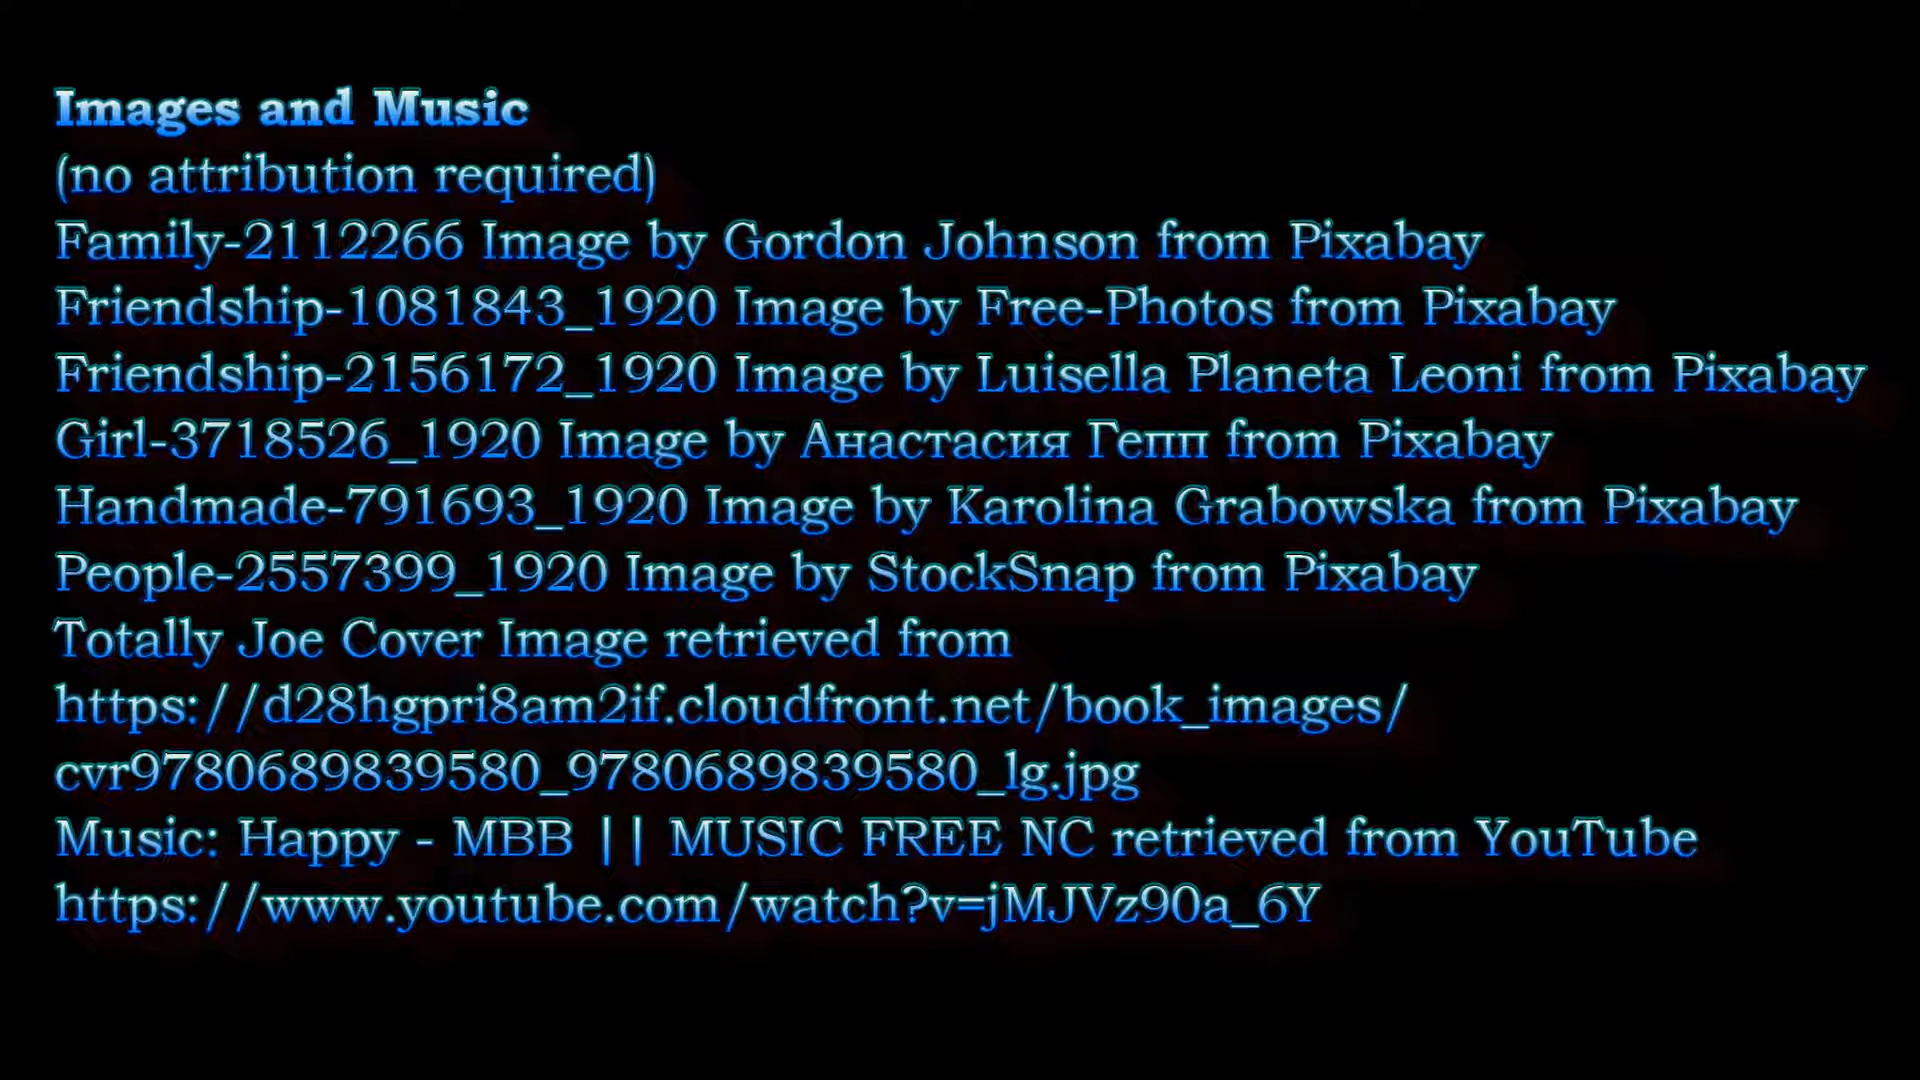 Images and Music
(no attribution required)
Family-2112266 Image by Gordon Johnson from Pixabay
Friendship-1081843_1920 Image by Free-Photos from Pixabay
Friendship-2156172_1920 Image by Luisella Planeta Leoni from Pixabay
Girl-3718526_1920 Image by Анастасия Гепп from Pixabay
Handmade-791693_1920 Image by Karolina Grabowska from Pixabay
People-2557399_1920 Image by StockSnap from Pixabay
Totally Joe Cover Image retrieved from
https://d28hgpri8am2if.cloudfront.net/book_images/
cvr9780689839580_9780689839580_lg.jpg
Music: Happy - MBB || MUSIC FREE NC retrieved from YouTube
https://www.youtube.com/watch?v=jMJVz90a_6Y